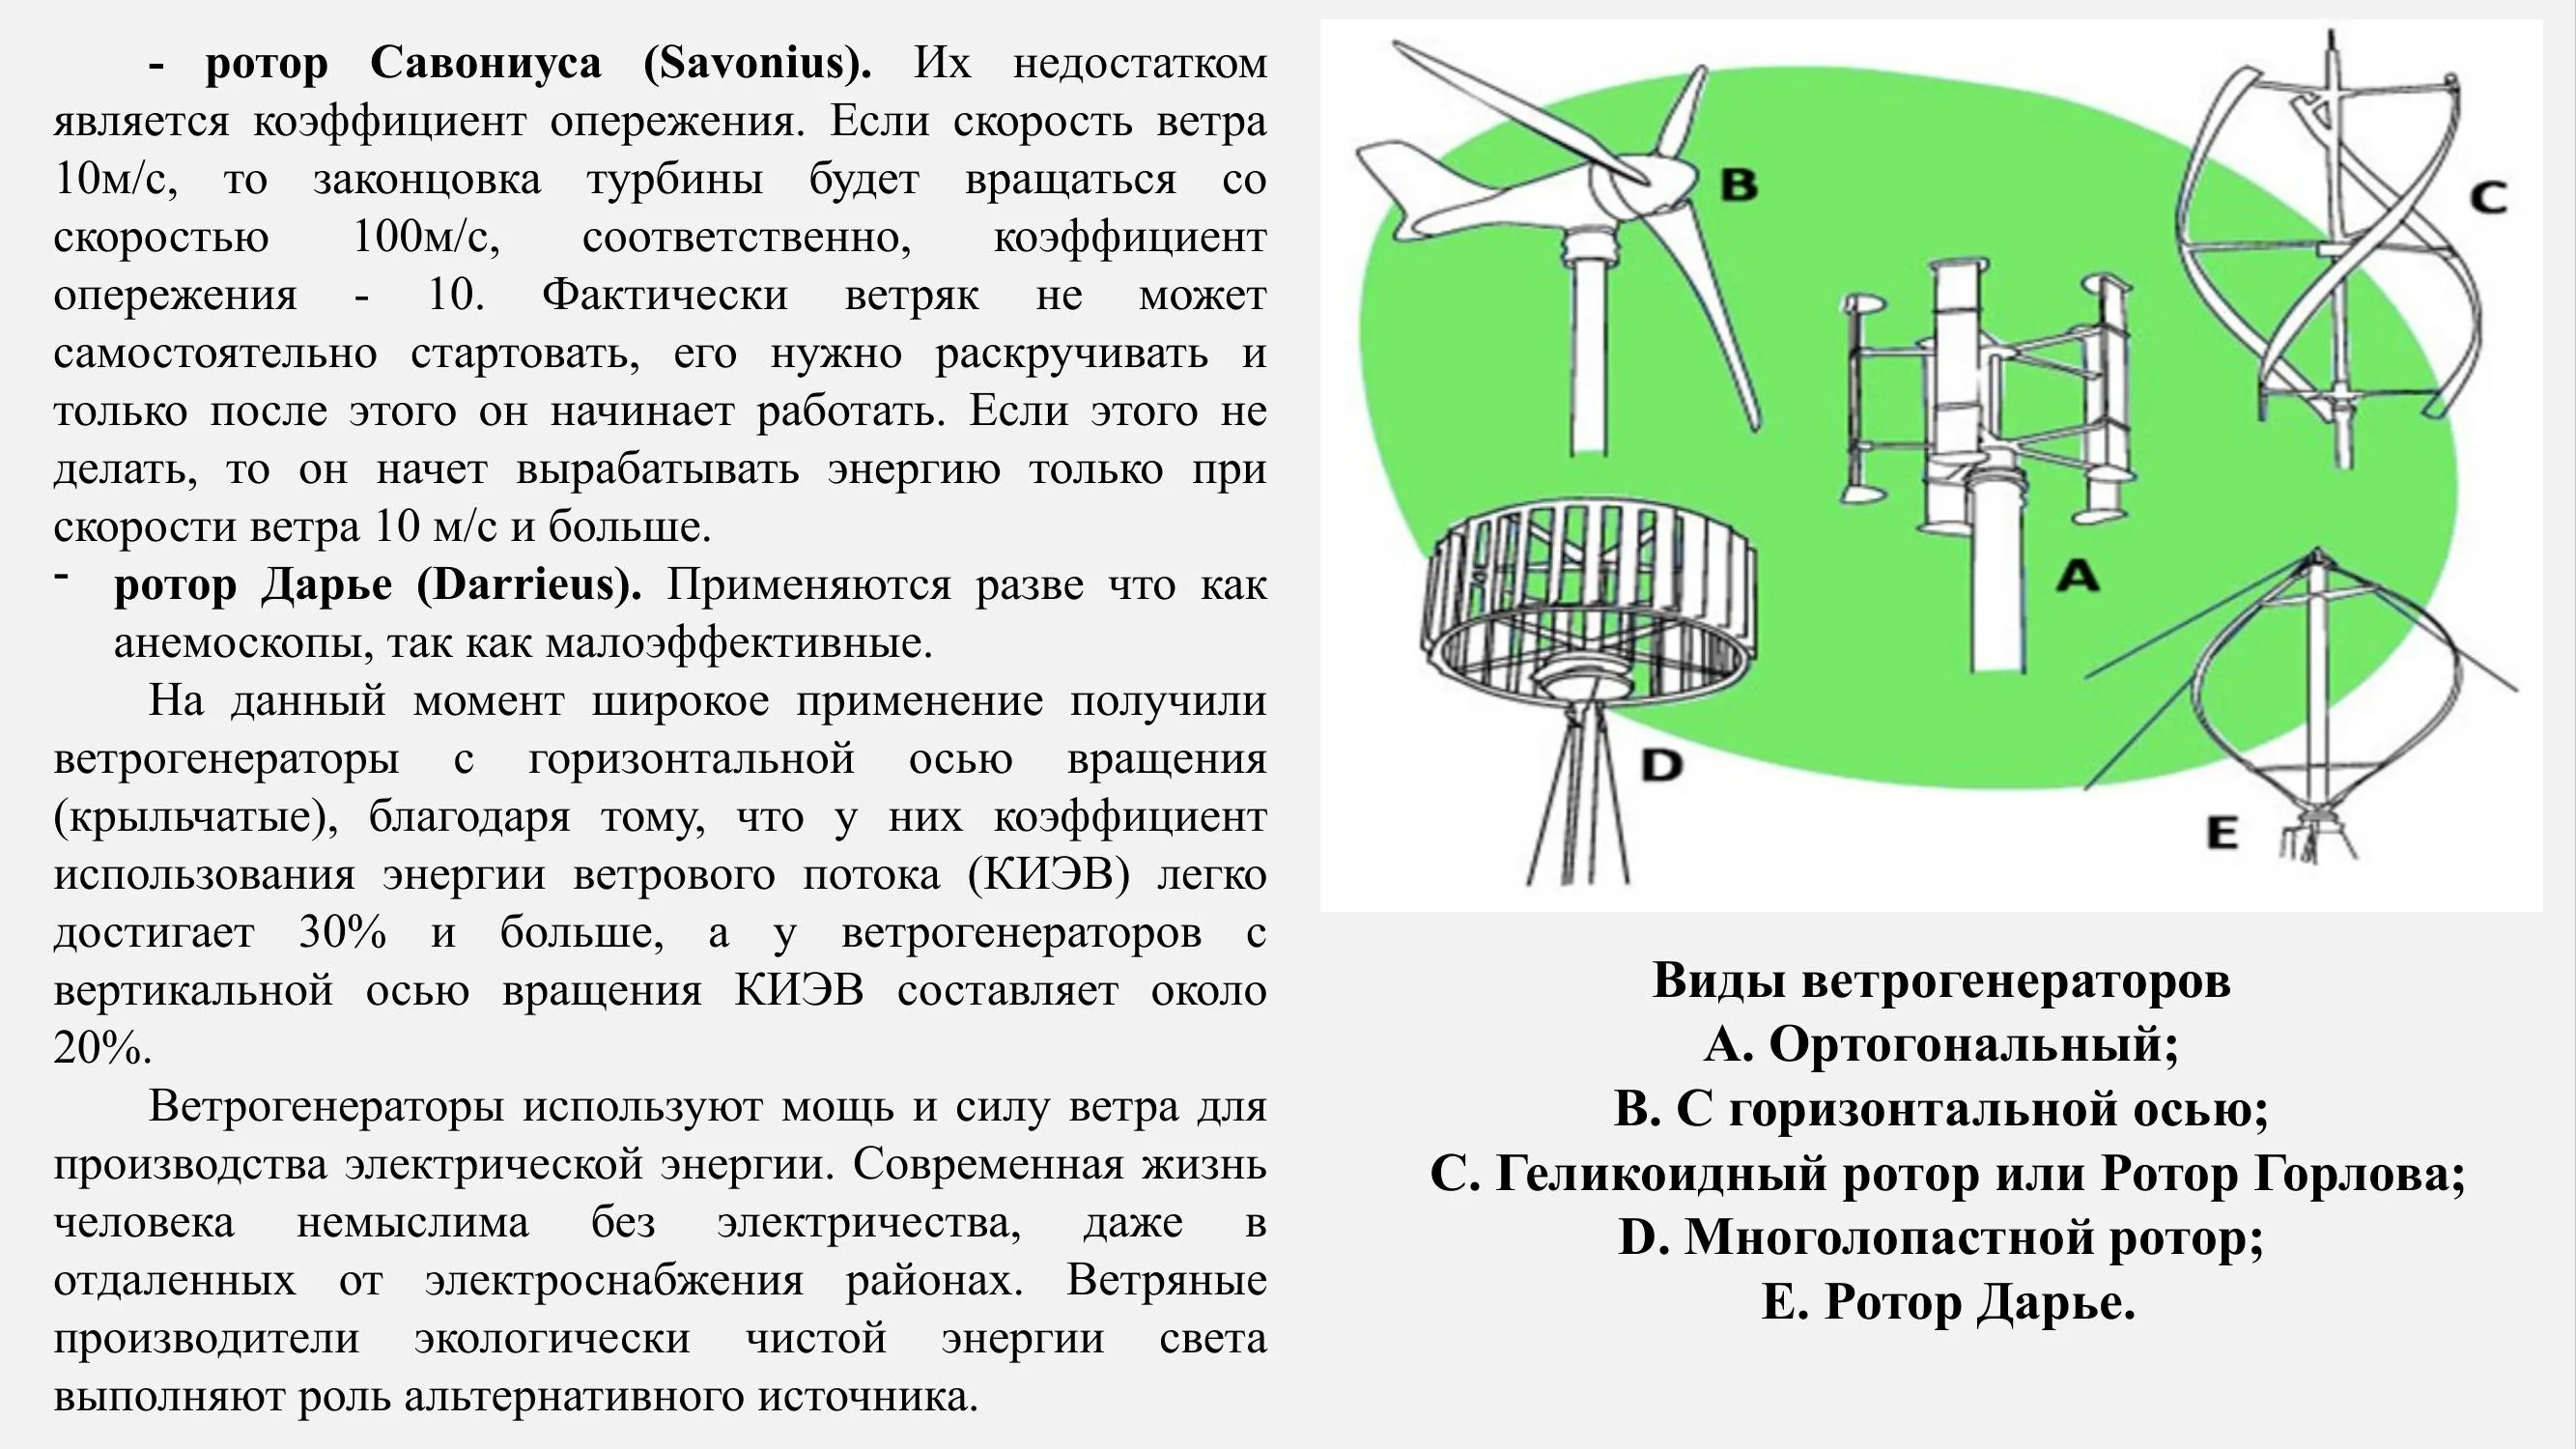 - ротор Савониуса (Savonius). Их недостатком
является коэффициент опережения. Если скорость ветра
10м/с, то законцовка турбины будет вращаться со
скоростью 100м/с, соответственно, коэффициент
опережения - 10. Фактически ветряк не может
самостоятельно стартовать, его нужно раскручивать и
только после этого он начинает работать. Если этого не
делать, то он начет вырабатывать энергию только при
скорости ветра 10 м/с и больше.
- ротор Дарье (Darrieus). Применяются разве что как
анемоскопы, так как малоэффективные.
На данный момент широкое применение получили
ветрогенераторы с горизонтальной осью вращения
(крыльчатые), благодаря тому, что у них коэффициент
использования энергии ветрового потока (КИЭВ) легко
достигает 30% и больше, а у ветрогенераторов с
вертикальной осью вращения КИЭВ составляет около
20%.
Ветрогенераторы используют мощь и силу ветра для
производства электрической энергии. Современная жизнь
человека немыслима без электричества, даже в
отдаленных от электроснабжения районах. Ветряные
производители экологически чистой энергии света
выполняют роль альтернативного источника.
B
C
A
D
E
Виды ветрогенераторов
A. Ортогональный;
B. С горизонтальной осью;
C. Геликоидный ротор или Ротор Горлова;
D. Многолопастной ротор;
E. Ротор Дарье.